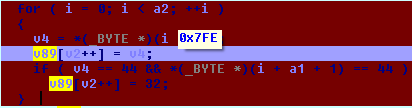 for ( i = 0; i < a2; ++i )
{
v4 = *(_BYTE *)(i 0x7FE
v89[v2++] = v4;
if ( v4 == 44 && *(_BYTE *)(i + a1 + 1) == 44 )
v89[v2++] = 32;
}